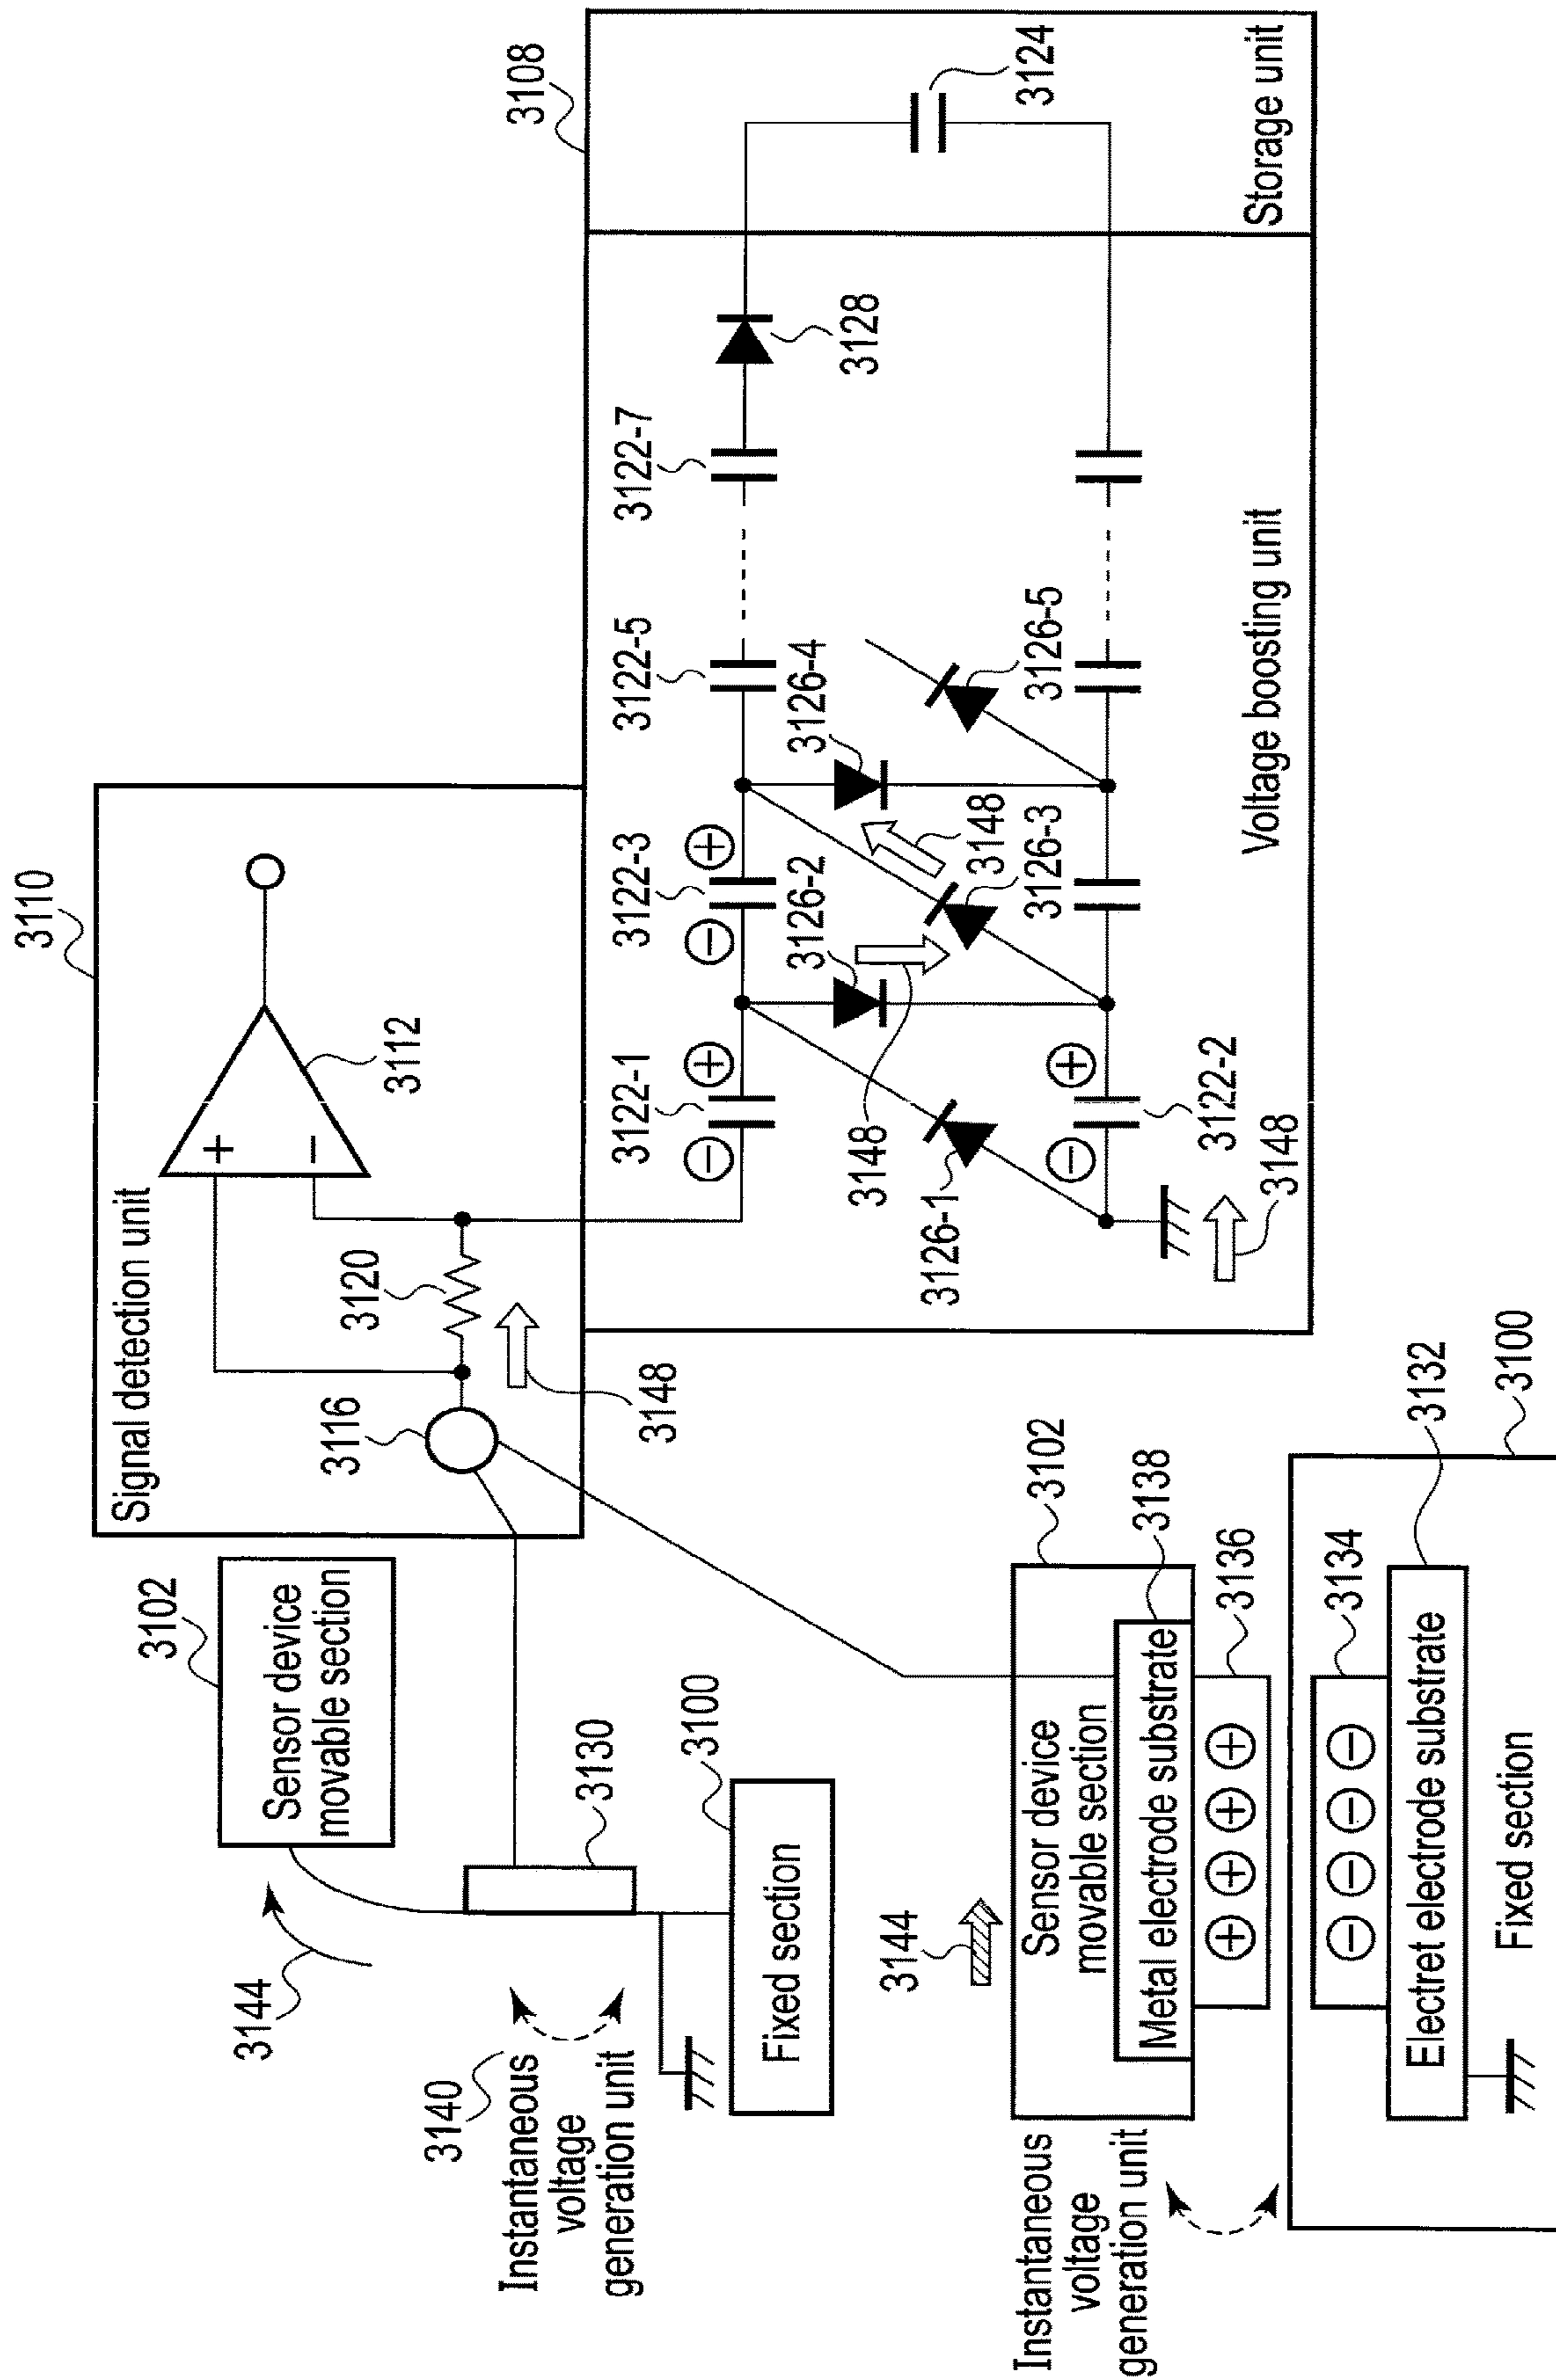 3110
Signal detection unit
3112
+
−
3120
3116
3148
3102
Sensor device
movable section
3144
3130
3100
Fixed section
3140
Instantaneous
voltage
generation unit
3108
3122-1
3122-3
3122-5
3122-7
⊖
⊕
⊖
⊕
3126-2
3126-4
3128
3124
3148
3148
3126-1
3126-3
3126-5
⊖
⊕
3122-2
3148
Voltage boosting unit
Storage unit
3144
3102
Sensor device
movable section
3138
Metal electrode substrate
3136
⊕ ⊕ ⊕ ⊕
Instantaneous
voltage
generation unit
3134
⊖ ⊖ ⊖ ⊖
3132
Electret electrode substrate
3100
Fixed section